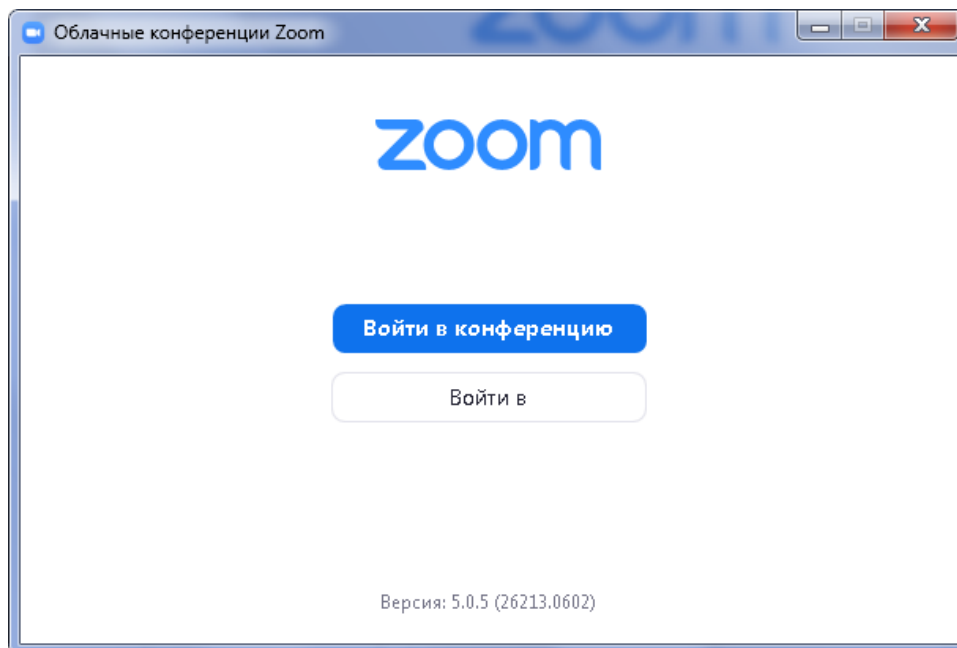 Облачные конференции Zoom
zoom
Войти в конференцию
Войти в
Версия: 5.0.5 (26213.0602)